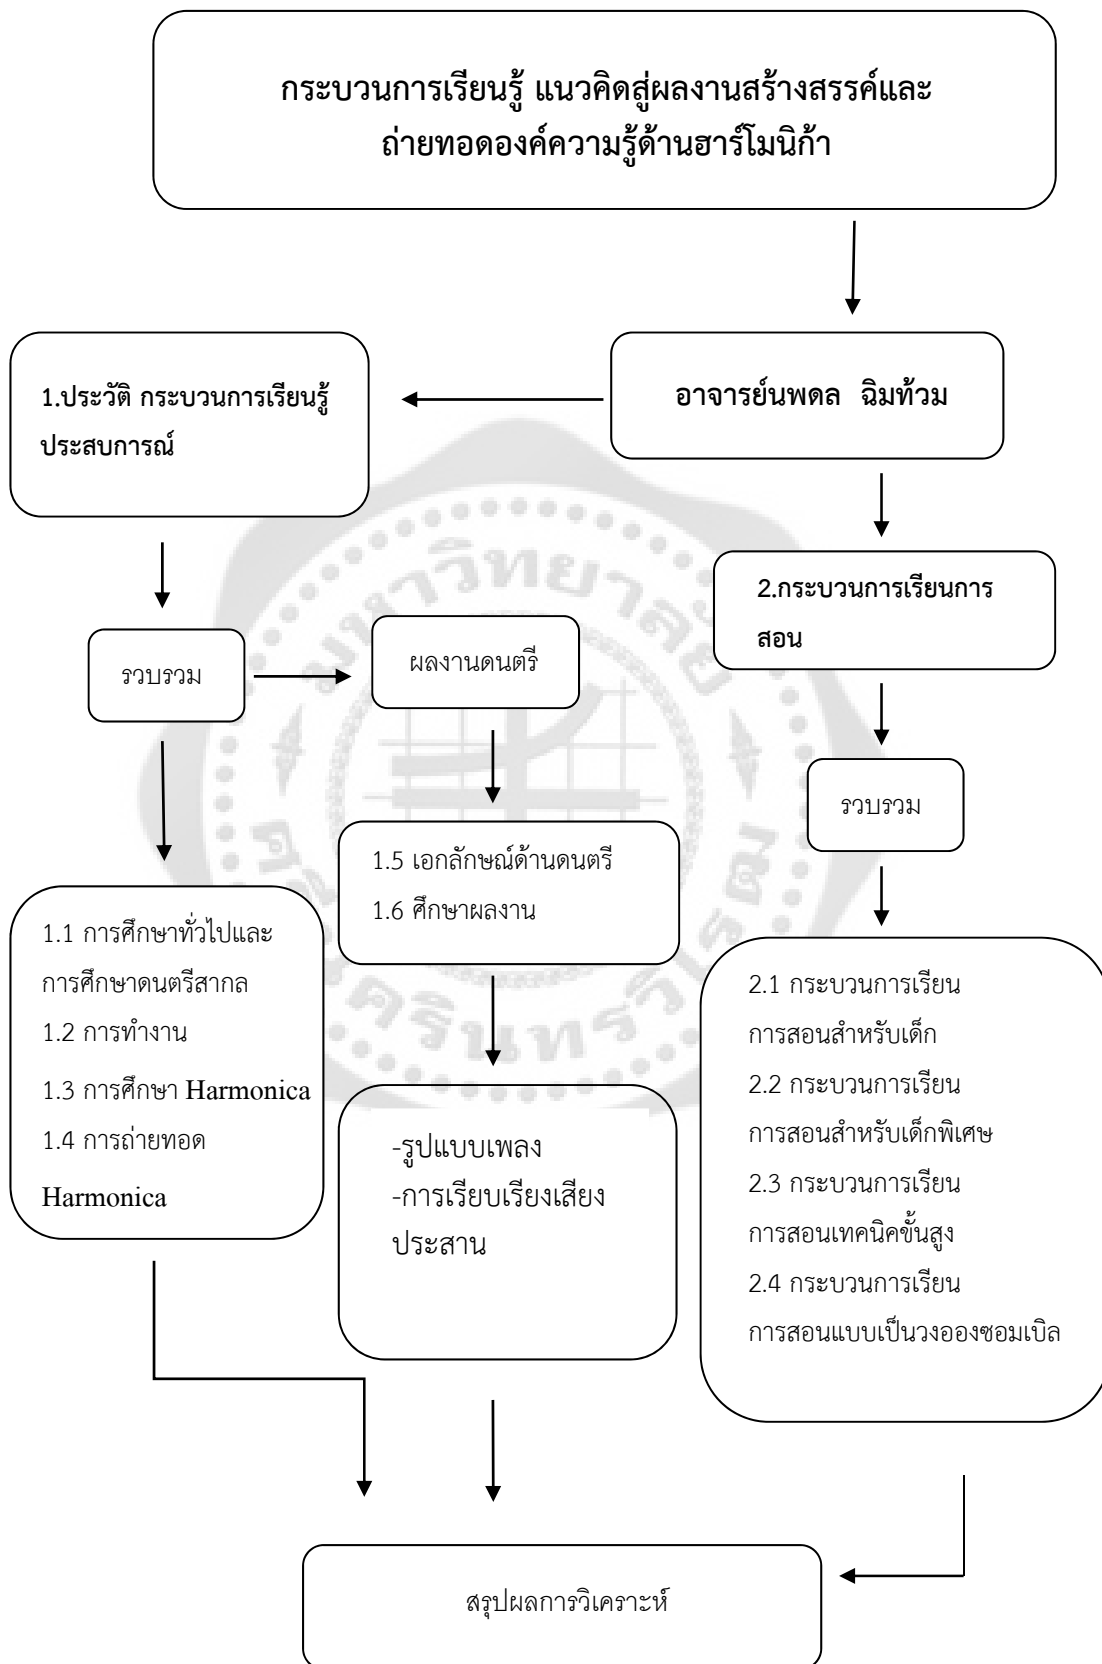 กระบวนการเรียนรู้ แนวคิดสู่ผลงานสร้างสรรค์และ
ถ่ายทอดองค์ความรู้ด้านฮาร์โมนิก้า
อาจารย์นพดล ฉิมท้วม
1.ประวัติ กระบวนการเรียนรู้
ประสบการณ์
2.กระบวนการเรียนการ
สอน
รวบรวม
ผลงานดนตรี
รวบรวม
1.1 การศึกษาทั่วไปและ
การศึกษาดนตรีสากล
1.2 การทำงาน
1.3 การศึกษา Harmonica
1.4 การถ่ายทอด
Harmonica
1.5 เอกลักษณ์ด้านดนตรี
1.6 ศึกษาผลงาน
-รูปแบบเพลง
-การเรียบเรียงเสียง
ประสาน
2.1 กระบวนการเรียน
การสอนสำหรับเด็ก
2.2 กระบวนการเรียน
การสอนสำหรับเด็กพิเศษ
2.3 กระบวนการเรียน
การสอนเทคนิคขั้นสูง
2.4 กระบวนการเรียน
การสอนแบบเป็นวงอองซอมเบิล
สรุปผลการวิเคราะห์
มหาวิทยาลัย
ศรีนครินทรวิโรฒ